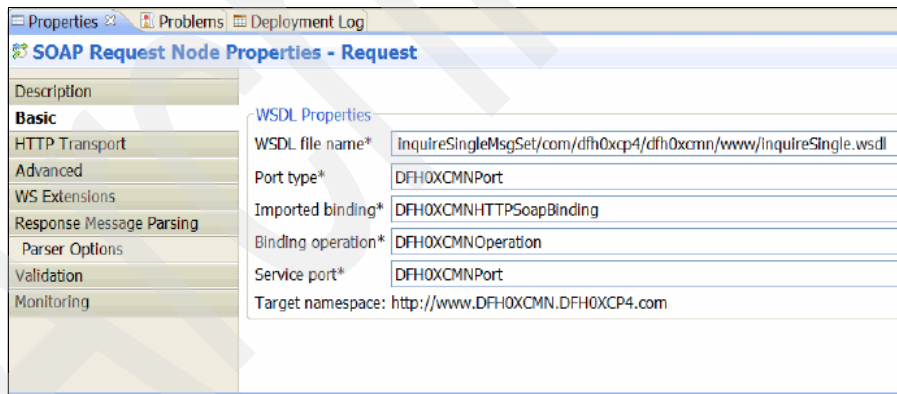 Properties Problems Deployment Log
SOAP Request Node Properties - Request
Description
Basic
HTTP Transport
Advanced
WS Extensions
Response Message Parsing
Parser Options
Validation
Monitoring
WSDL Properties
WSDL file name* inquireSingleMsgSet/com/dfh0xcp4/dfh0xcmn/www/inquireSingle.wsdl
Port type* DFH0XCMNPort
Imported binding* DFH0XCMNHTTPSoapBinding
Binding operation* DFH0XCMNOperation
Service port* DFH0XCMNPort
Target namespace: http://www.DFH0XCMN.DFH0XCP4.com